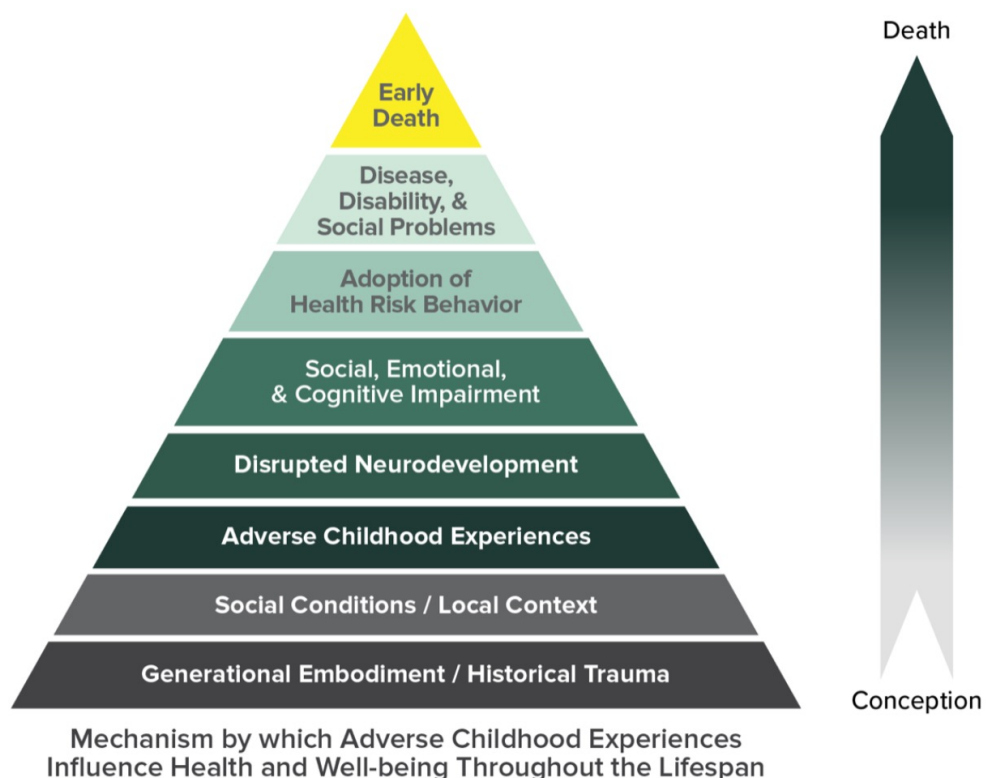 Death
Early
Death
Disease,
Disability, &
Social Problems
Adoption of
Health Risk Behavior
Social, Emotional,
& Cognitive Impairment
Disrupted Neurodevelopment
Adverse Childhood Experiences
Social Conditions / Local Context
Generational Embodiment / Historical Trauma
Conception
Mechanism by which Adverse Childhood Experiences
Influence Health and Well-being Throughout the Lifespan